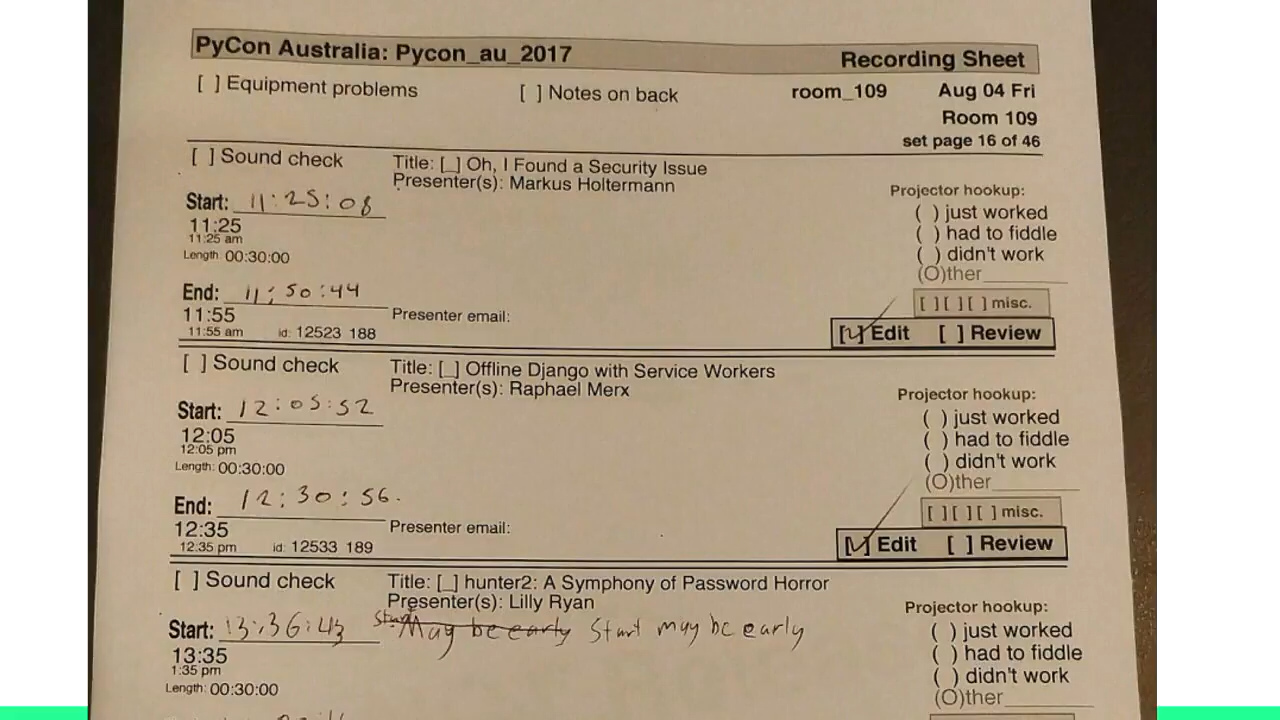 PyCon Australia: Pycon_au_2017 Recording Sheet
[ ] Equipment problems [ ] Notes on back room_109 Aug 04 Fri
Room 109
set page 16 of 46
[ ] Sound check Title: [_] Oh, I Found a Security Issue
Presenter(s): Markus Holtermann
Projector hookup:
Start: 11:25:08
( ) just worked
11:25
( ) had to fiddle
11:25 am
( ) didn't work
Length: 00:30:00
(O)ther
End: 11:50:44
[ ] [ ] [ ] misc.
11:55 Presenter email:
11:55 am id: 12523 188 [✓] Edit [ ] Review
[ ] Sound check Title: [_] Offline Django with Service Workers
Presenter(s): Raphael Merx
Projector hookup:
Start: 12:05:52
( ) just worked
12:05
( ) had to fiddle
12:05 pm
( ) didn't work
Length: 00:30:00
(O)ther
End: 12:30:56.
[ ] [ ] [ ] misc.
12:35 Presenter email:
12:35 pm id: 12533 189 [✓] Edit [ ] Review
[ ] Sound check Title: [_] hunter2: A Symphony of Password Horror
Presenter(s): Lilly Ryan
Projector hookup:
Start: 13:36:43 Start May be early Start may be early
( ) just worked
13:35
( ) had to fiddle
1:35 pm
( ) didn't work
Length: 00:30:00
(O)ther